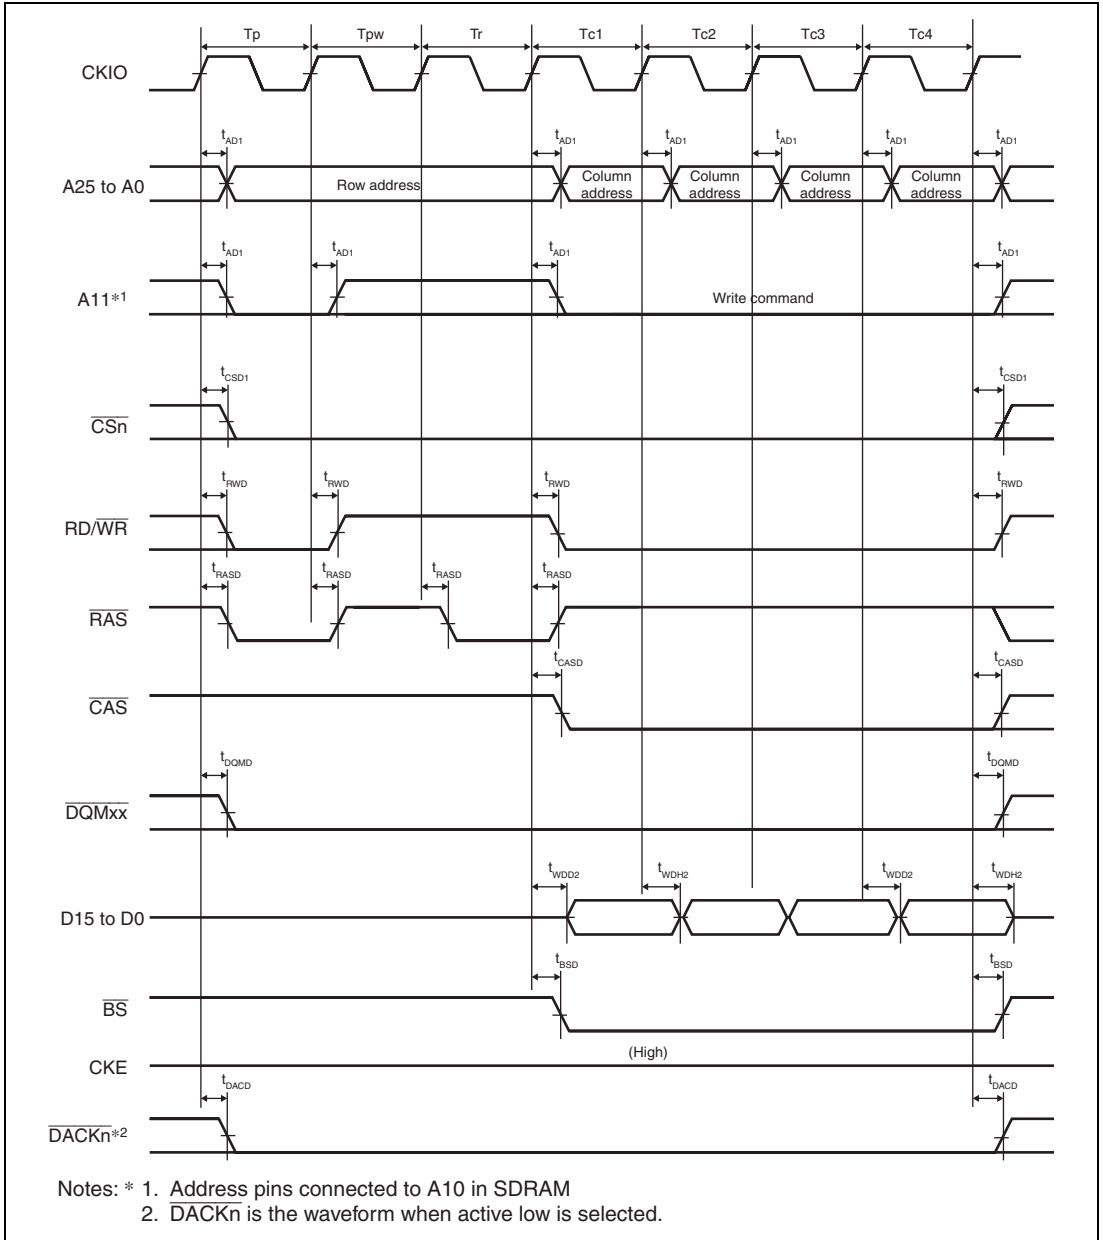 Tp Tpw Tr Tc1 Tc2 Tc3 Tc4
CKIO
tAD1 tAD1 tAD1 tAD1 tAD1 tAD1
A25 to A0 Row address Column address Column address Column address Column address
tAD1 tAD1 tAD1 tAD1
A11*1 Write command
tCSD1 tCSD1
CSn
tRWD tRWD tRWD tRWD
RD/WR
tRASD tRASD tRASD tRASD
RAS
tCASD tCASD
CAS
tDQMD tDQMD
DQMxx
tWDD2 tWDH2 tWDD2 tWDH2
D15 to D0
tBSD tBSD
BS
(High)
CKE
tDACD tDACD
DACKn*2
Notes: * 1. Address pins connected to A10 in SDRAM
2. DACKn is the waveform when active low is selected.